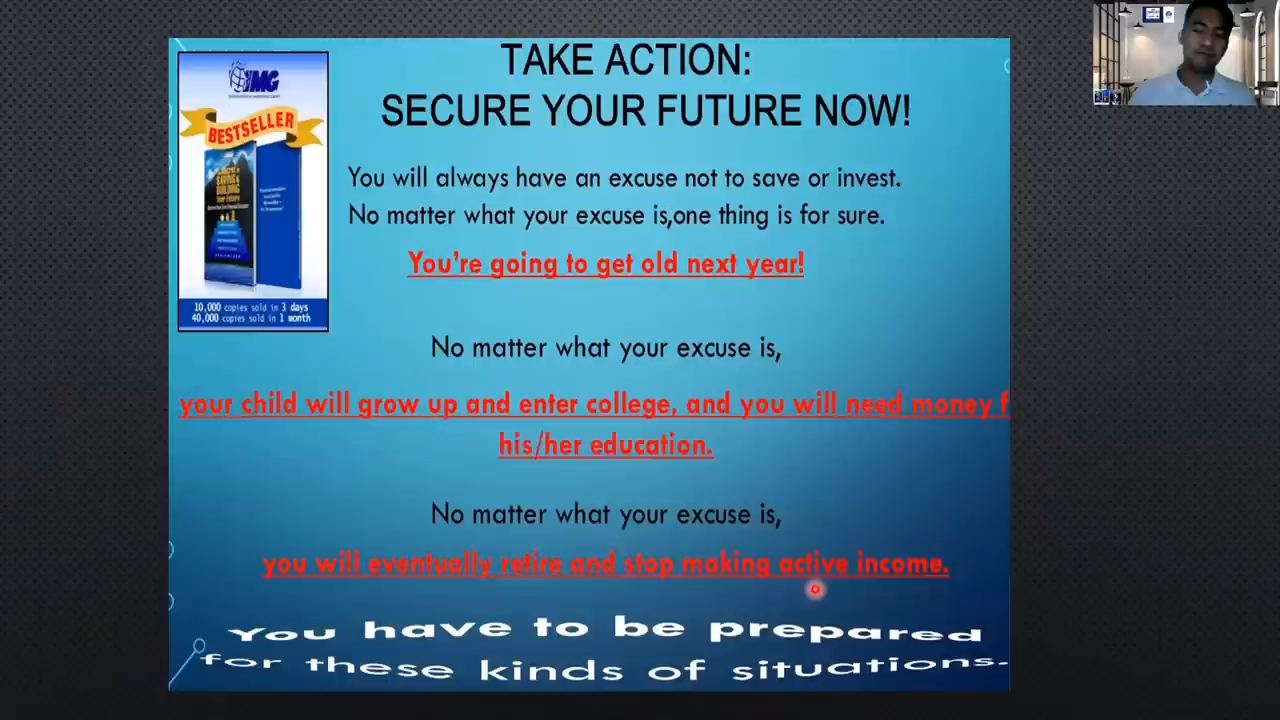 TAKE ACTION:
SECURE YOUR FUTURE NOW!
IMG
BESTSELLER
SAVING &
BUILDING
Your Future
10,000 copies sold in 3 days
40,000 copies sold in 1 month
You will always have an excuse not to save or invest.
No matter what your excuse is,one thing is for sure.
You're going to get old next year!
No matter what your excuse is,
your child will grow up and enter college, and you will need money f
his/her education.
No matter what your excuse is,
you will eventually retire and stop making active income.
You have to be prepared
for these kinds of situations.